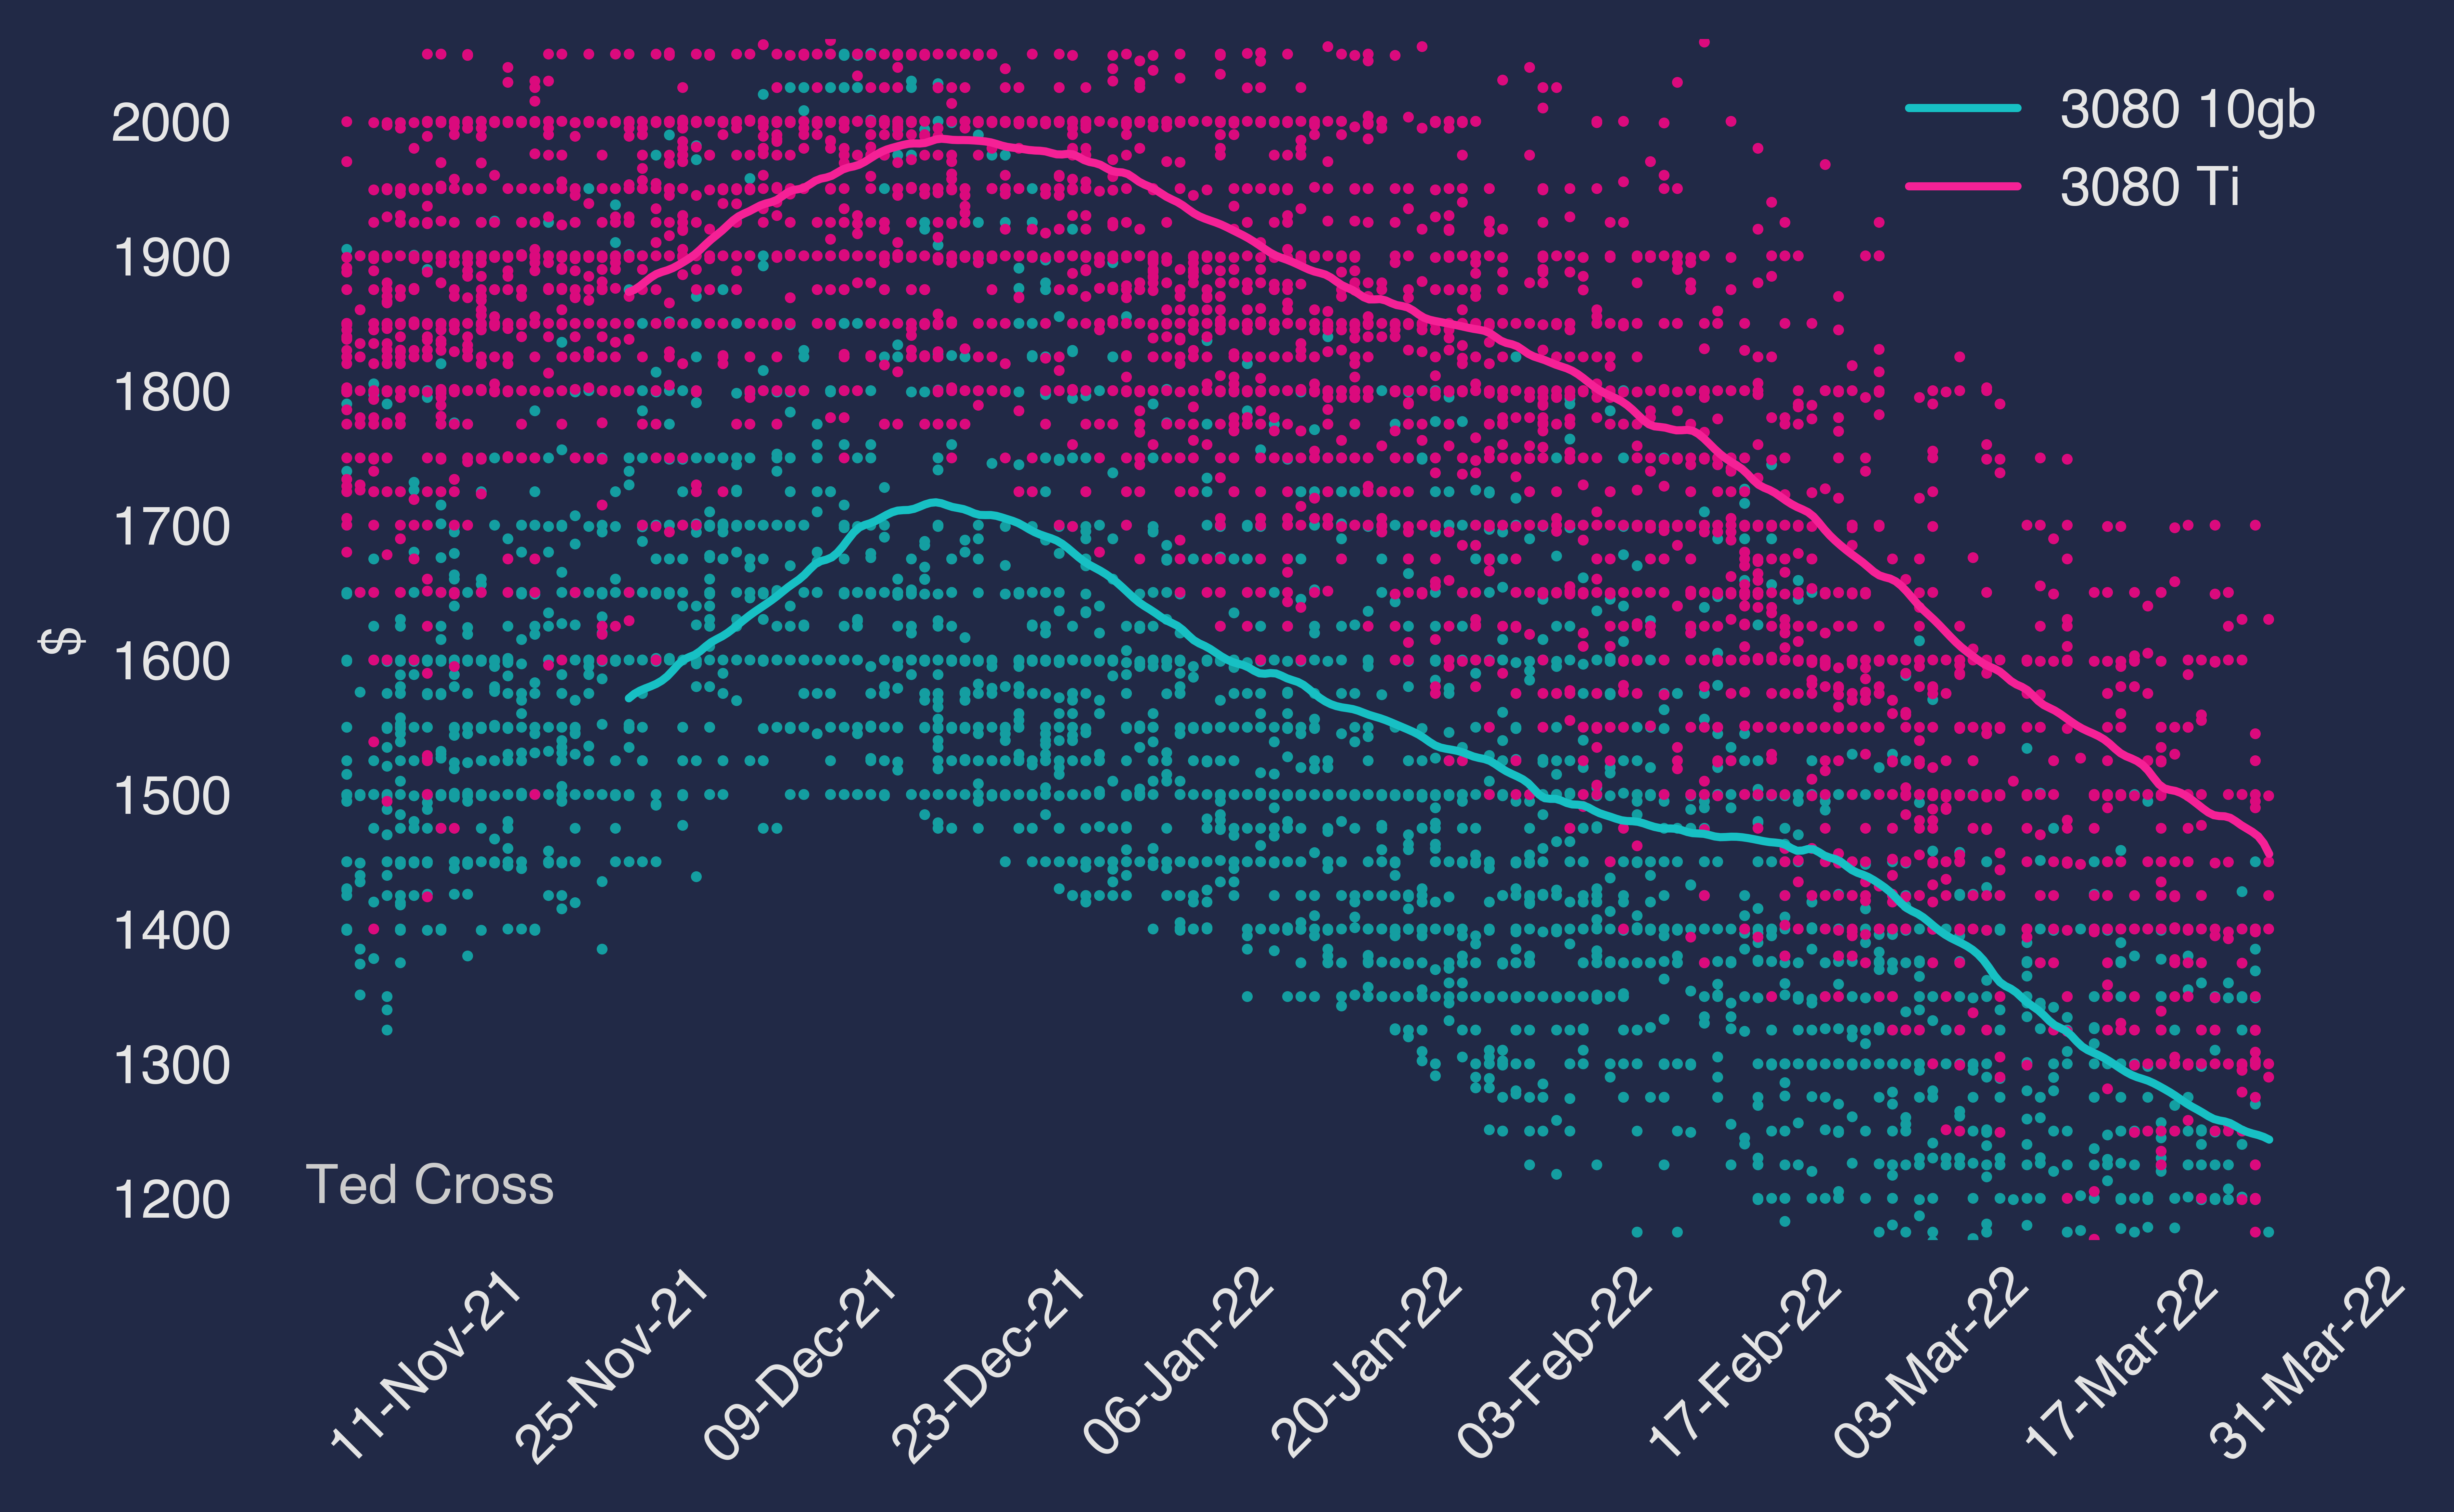 3080 10gb
3080 Ti
2000
1900
1800
1700
1600
1500
1400
1300
1200
$
Ted Cross
11-Nov-21
25-Nov-21
09-Dec-21
23-Dec-21
06-Jan-22
20-Jan-22
03-Feb-22
17-Feb-22
03-Mar-22
17-Mar-22
31-Mar-22